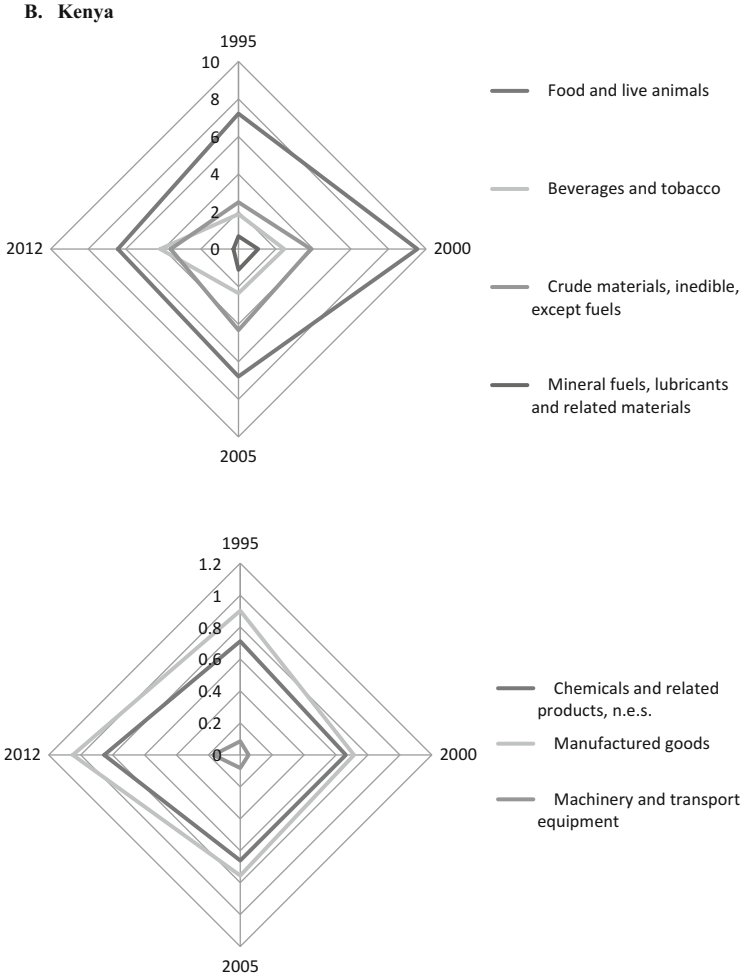 B. Kenya
1995
10
8
6
4
2
0
2012
2000
2005
Food and live animals
Beverages and tobacco
Crude materials, inedible,
except fuels
Mineral fuels, lubricants
and related materials
1995
1.2
1
0.8
0.6
0.4
0.2
0
2012
2000
2005
Chemicals and related
products, n.e.s.
Manufactured goods
Machinery and transport
equipment